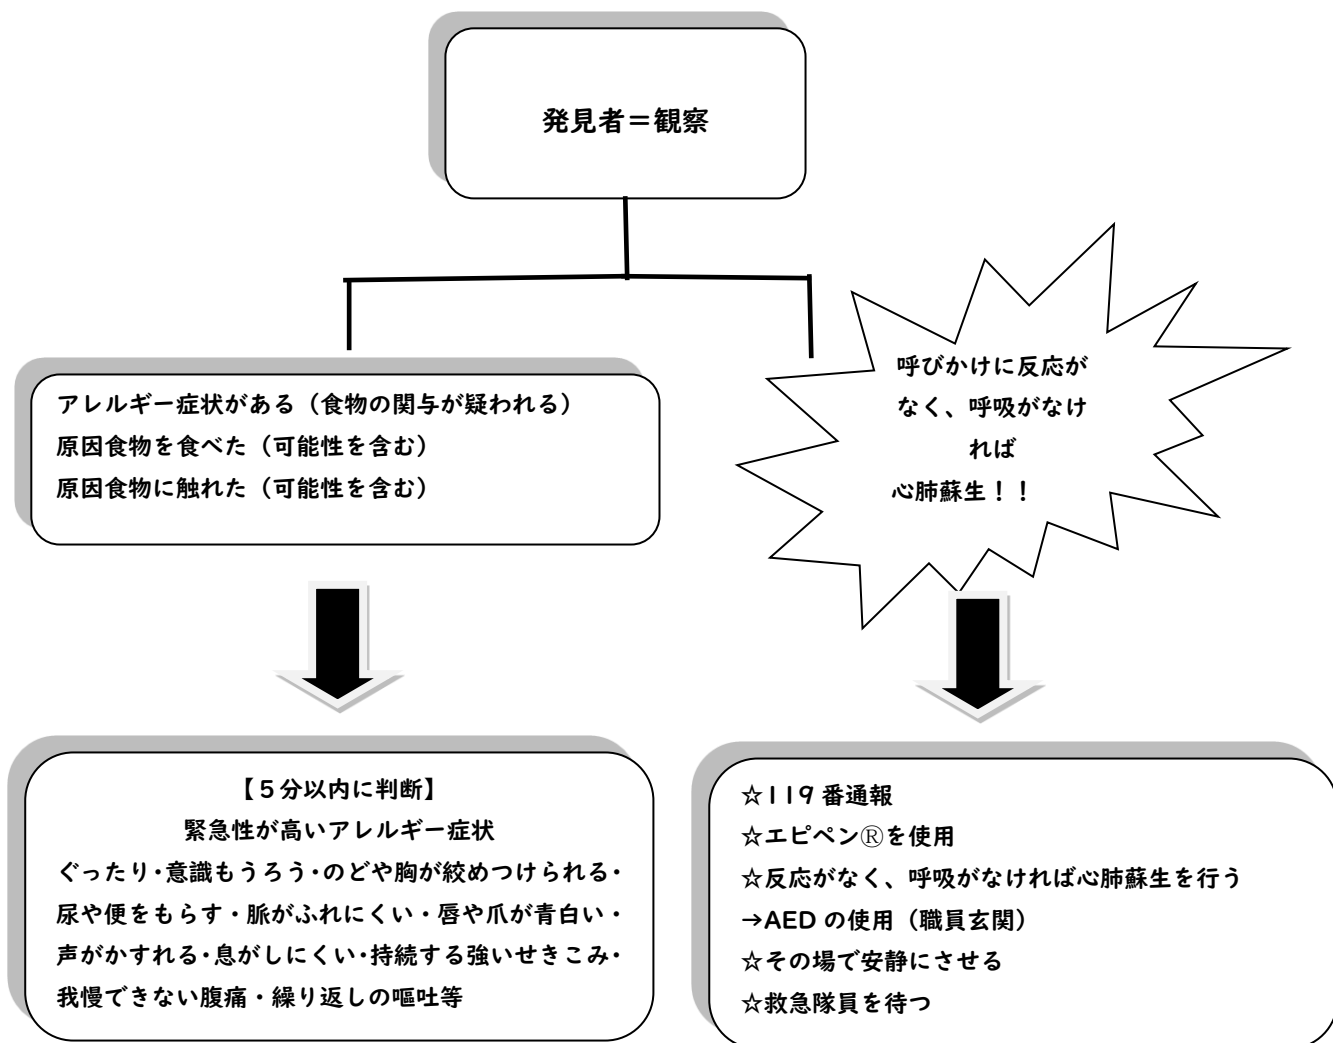 発見者＝観察
アレルギー症状がある（食物の関与が疑われる）
原因食物を食べた（可能性を含む）
原因食物に触れた（可能性を含む）
呼びかけに反応が
なく、呼吸がなけ
れば
心肺蘇生！！
【５分以内に判断】
緊急性が高いアレルギー症状
ぐったり・意識もうろう・のどや胸が絞めつけられる・
尿や便をもらす・脈がふれにくい・唇や爪が青白い・
声がかすれる・息がしにくい・持続する強いせきこみ・
我慢できない腹痛・繰り返しの嘔吐等
☆119番通報
☆エピペン®を使用
☆反応がなく、呼吸がなければ心肺蘇生を行う
→AEDの使用（職員玄関）
☆その場で安静にさせる
☆救急隊員を待つ